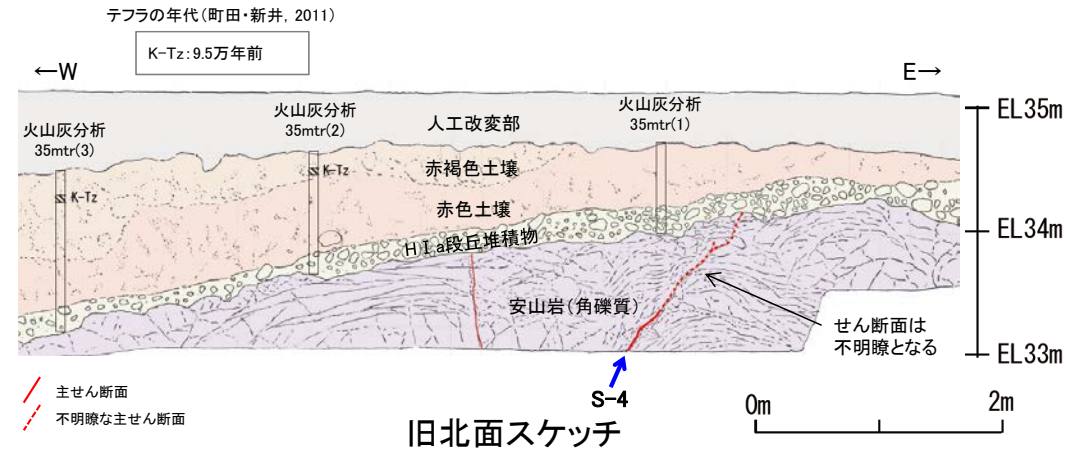 テフラの年代(町田・新井, 2011)
K-Tz:9.5万年前
←W
E→
火山灰分析
35mtr(3)
火山灰分析
35mtr(2)
火山灰分析
35mtr(1)
人工改変部
K-Tz
K-Tz
赤褐色土壌
赤色土壌
HⅠa段丘堆積物
安山岩(角礫質)
EL35m
EL34m
EL33m
せん断面は
不明瞭となる
主せん断面
不明瞭な主せん断面
S-4
旧北面スケッチ
0m
2m